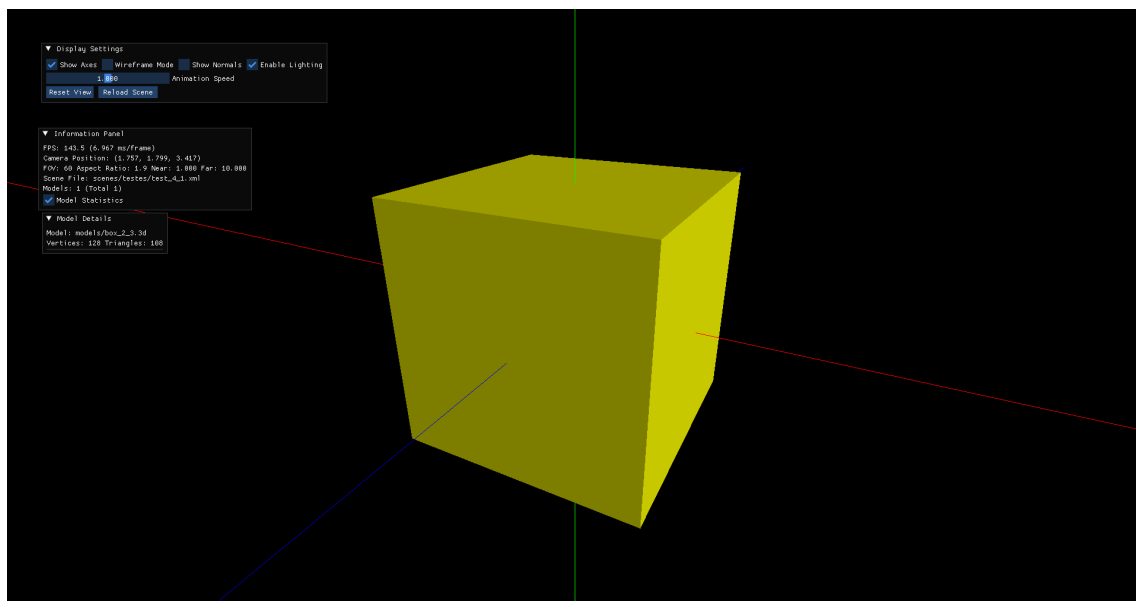 ▼ Display Settings
Show Axes Wireframe Mode Show Normals Enable Lighting
1.000 Animation Speed
Reset View Reload Scene
▼ Information Panel
FPS: 143.5 (6.967 ms/frame)
Camera Position: (1.757, 1.799, 3.417)
FOV: 60 Aspect Ratio: 1.9 Near: 1.000 Far: 10.000
Scene File: scenes/testes/test_4_1.xml
Models: 1 (Total 1)
Model Statistics
▼ Model Details
Model: models/box_2_3.3d
Vertices: 128 Triangles: 108